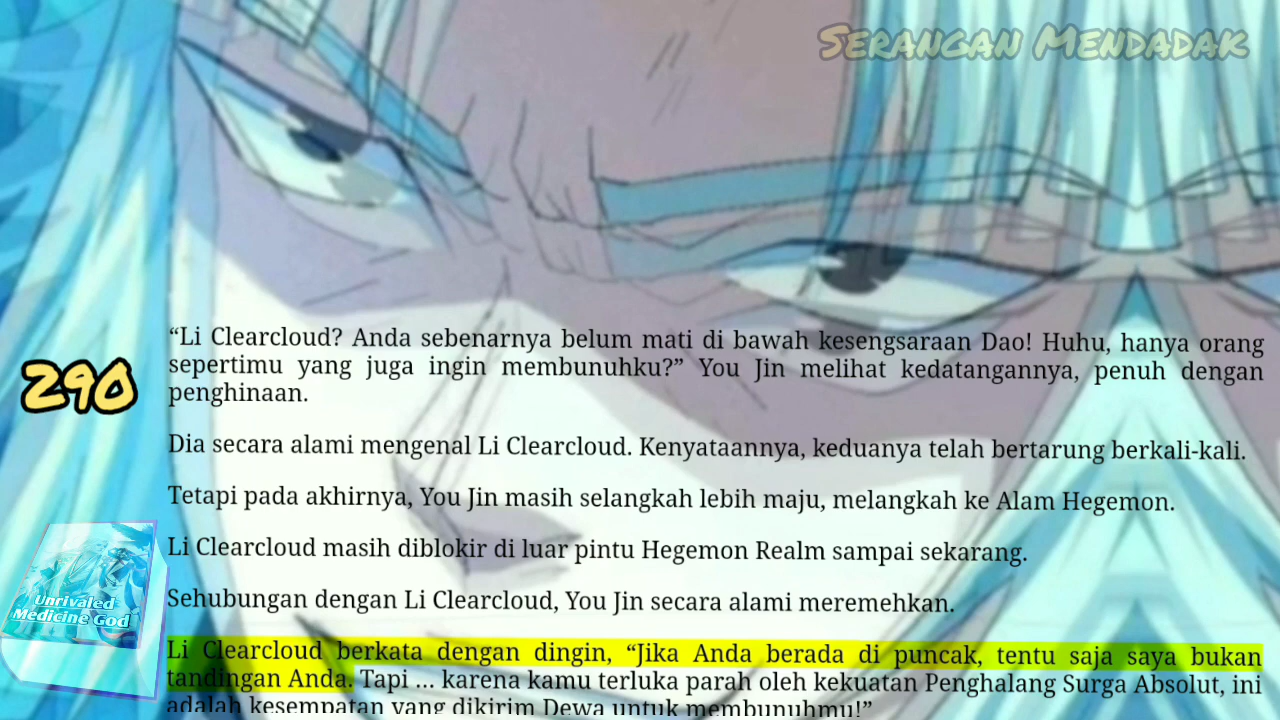 Serangan Mendadak
“Li Clearcloud? Anda sebenarnya belum mati di bawah kesengsaraan Dao! Huhu, hanya orang
sepertimu yang juga ingin membunuhku?” You Jin melihat kedatangannya, penuh dengan
penghinaan.
290
Dia secara alami mengenal Li Clearcloud. Kenyataannya, keduanya telah bertarung berkali-kali.
Tetapi pada akhirnya, You Jin masih selangkah lebih maju, melangkah ke Alam Hegemon.
Li Clearcloud masih diblokir di luar pintu Hegemon Realm sampai sekarang.
Sehubungan dengan Li Clearcloud, You Jin secara alami meremehkan.
Unrivaled
Medicine God
Li Clearcloud berkata dengan dingin, “Jika Anda berada di puncak, tentu saja saya bukan
tandingan Anda. Tapi ... karena kamu terluka parah oleh kekuatan Penghalang Surga Absolut, ini
adalah kesempatan yang dikirim Dewa untuk membunuhmu!”